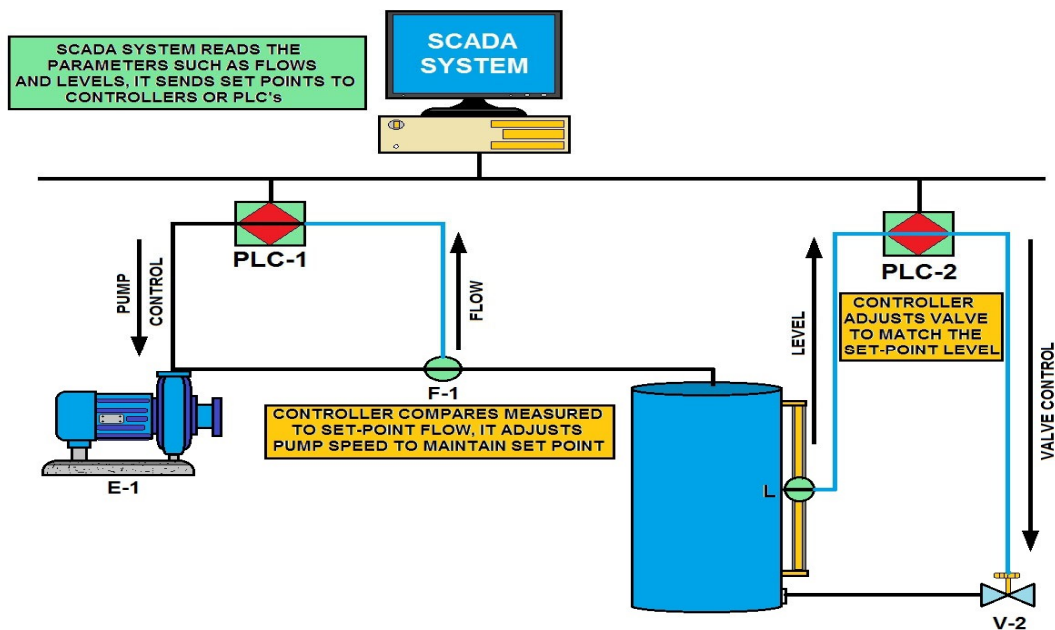 SCADA SYSTEM READS THE
PARAMETERS SUCH AS FLOWS
AND LEVELS, IT SENDS SET POINTS TO
CONTROLLERS OR PLC's
SCADA
SYSTEM
PLC-1
PLC-2
PUMP
CONTROL
FLOW
LEVEL
CONTROLLER
ADJUSTS VALVE
TO MATCH THE
SET-POINT LEVEL
VALVE CONTROL
F-1
CONTROLLER COMPARES MEASURED
TO SET-POINT FLOW, IT ADJUSTS
PUMP SPEED TO MAINTAIN SET POINT
E-1
L
V-2